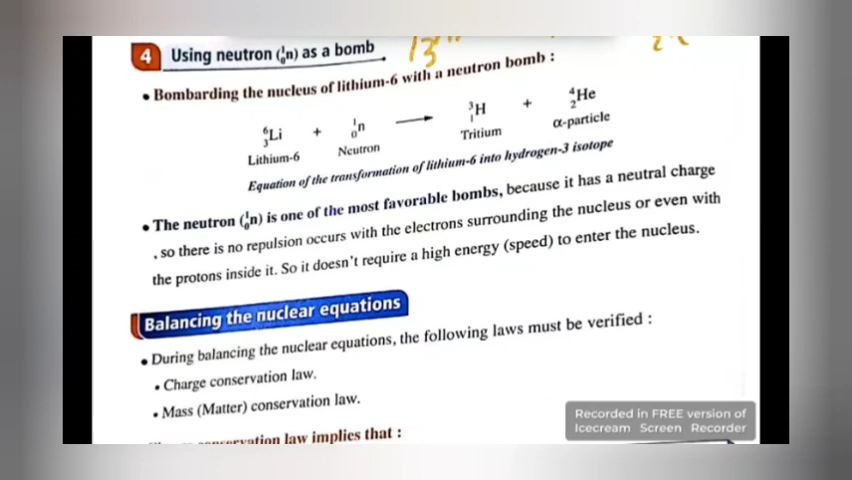 4 Using neutron (¹₀n) as a bomb
• Bombarding the nucleus of lithium-6 with a neutron bomb :
⁶₃Li + ¹₀n → ³₁H + ⁴₂He
Lithium-6 Neutron Tritium α-particle
Equation of the transformation of lithium-6 into hydrogen-3 isotope
• The neutron (¹₀n) is one of the most favorable bombs, because it has a neutral charge
, so there is no repulsion occurs with the electrons surrounding the nucleus or even with
the protons inside it. So it doesn't require a high energy (speed) to enter the nucleus.
Balancing the nuclear equations
• During balancing the nuclear equations, the following laws must be verified :
• Charge conservation law.
• Mass (Matter) conservation law.
conservation law implies that :
Recorded in FREE version of
Icecream Screen Recorder